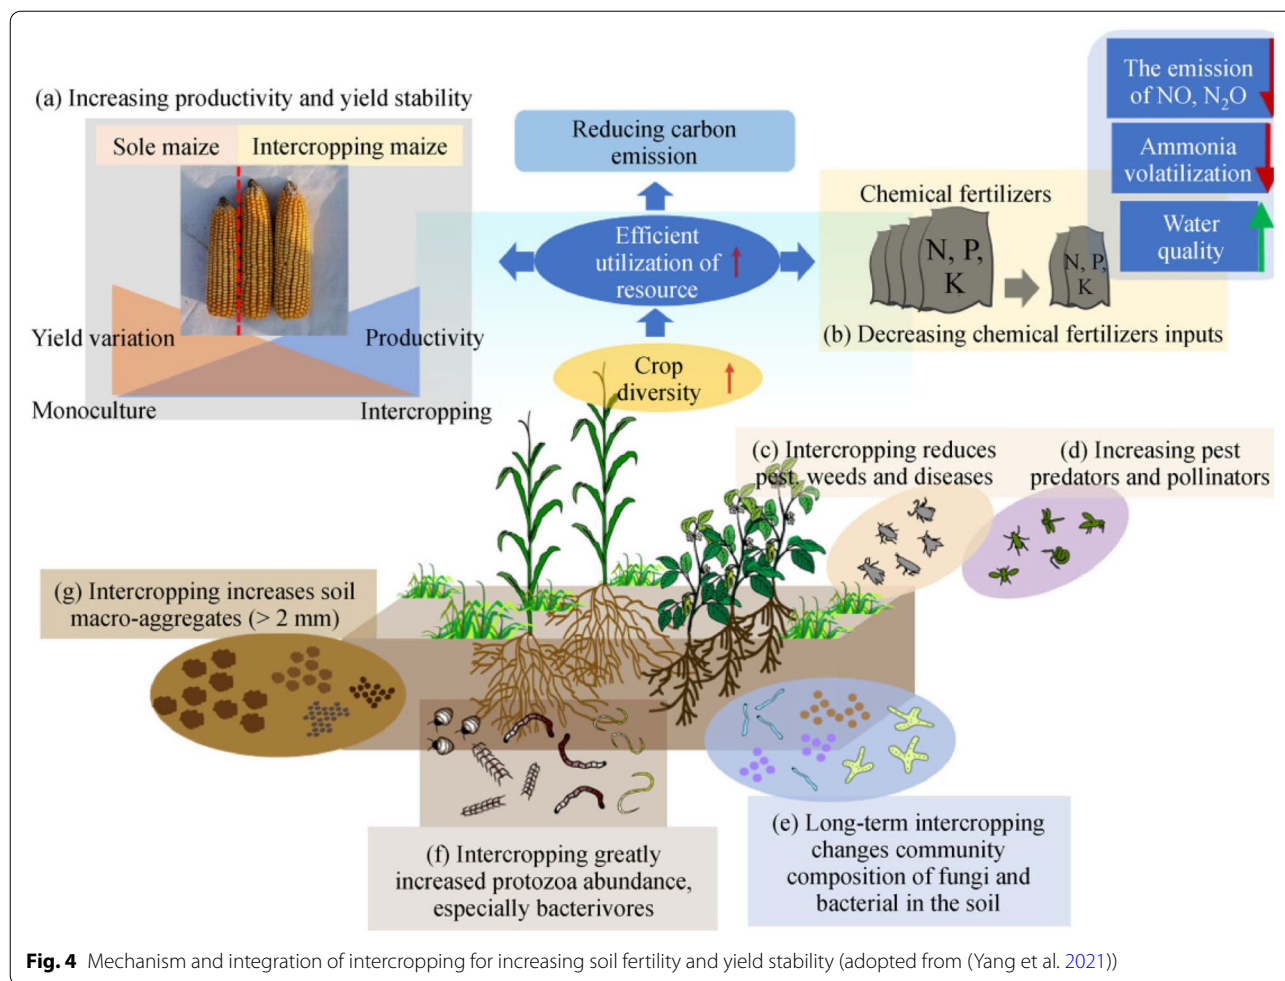 (a) Increasing productivity and yield stability
Sole maize
Intercropping maize
Yield variation
Productivity
Monoculture
Intercropping
Reducing carbon
emission
Efficient
utilization of
resource
Crop
diversity
Chemical fertilizers
N, P,
K
N, P,
K
(b) Decreasing chemical fertilizers inputs
The emission
of NO, N₂O
Ammonia
volatilization
Water
quality
(c) Intercropping reduces
pest, weeds and diseases
(d) Increasing pest
predators and pollinators
(g) Intercropping increases soil
macro-aggregates (> 2 mm)
(f) Intercropping greatly
increased protozoa abundance,
especially bacterivores
(e) Long-term intercropping
changes community
composition of fungi and
bacterial in the soil
Fig. 4 Mechanism and integration of intercropping for increasing soil fertility and yield stability (adopted from (Yang et al. 2021))